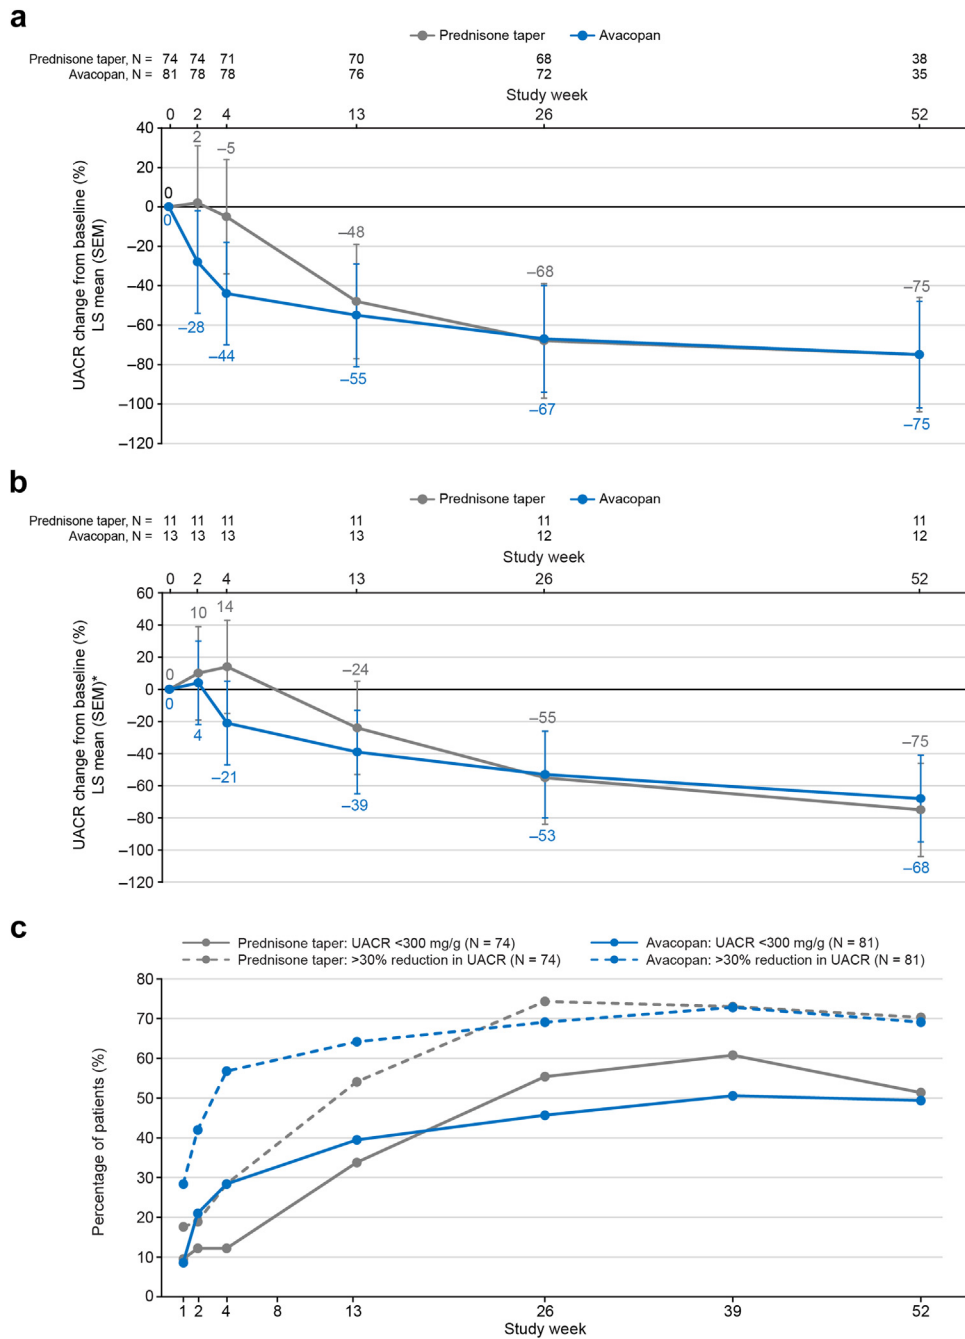 a
Prednisone taper Avacopan
Prednisone taper, N = 74 74 71 70 68 38
Avacopan, N = 81 78 78 76 72 35
Study week
0 2 4 13 26 52
UACR change from baseline (%)
LS mean (SEM)
40
20
0
–20
–40
–60
–80
–100
–120
0 2 –5 –48 –68 –75
0 –28 –44 –55 –67 –75
b
Prednisone taper Avacopan
Prednisone taper, N = 11 11 11 11 11 11
Avacopan, N = 13 13 13 13 12 12
Study week
0 2 4 13 26 52
UACR change from baseline (%)
LS mean (SEM)*
60
40
20
0
–20
–40
–60
–80
–100
–120
0 10 14 –24 –55 –75
0 4 –21 –39 –53 –68
c
Prednisone taper: UACR <300 mg/g (N = 74) Avacopan: UACR <300 mg/g (N = 81)
Prednisone taper: >30% reduction in UACR (N = 74) Avacopan: >30% reduction in UACR (N = 81)
Percentage of patients (%)
80
70
60
50
40
30
20
10
0
1 2 4 8 13 26 39 52
Study week